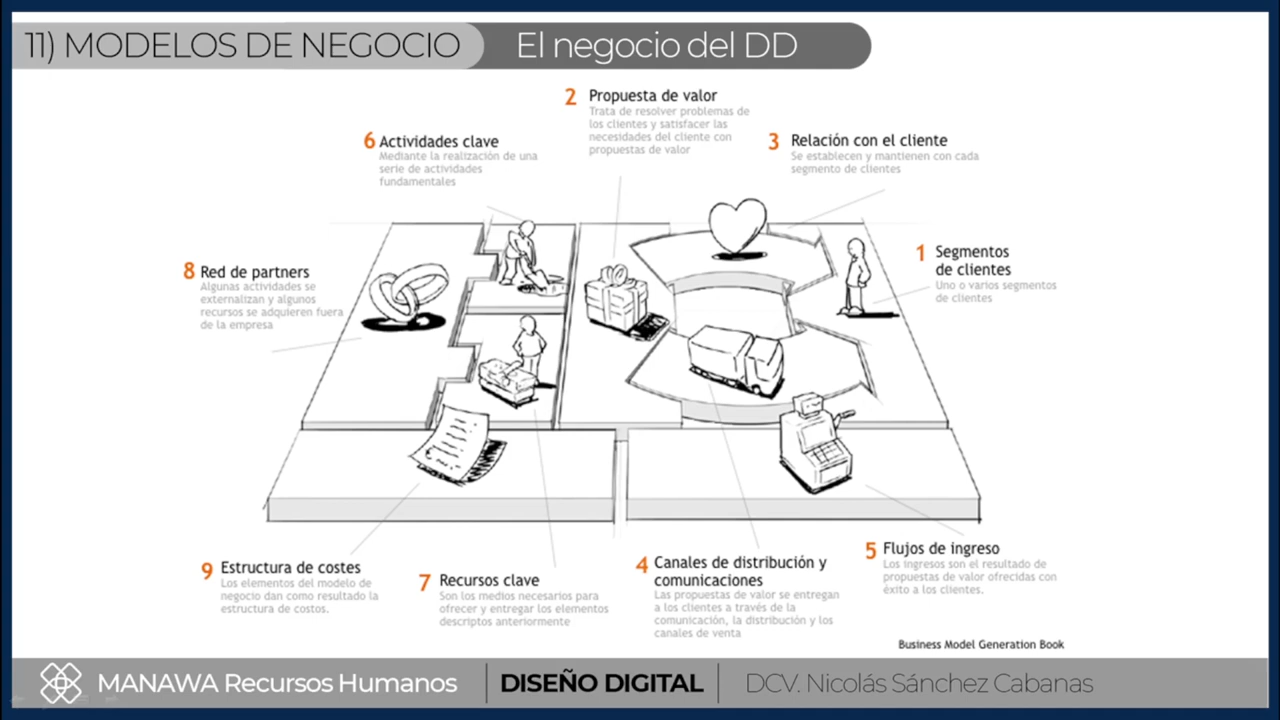 11) MODELOS DE NEGOCIO
El negocio del DD
2 Propuesta de valor
Trata de resolver problemas de
los clientes y satisfacer las
necesidades del cliente con
propuestas de valor
6 Actividades clave
Mediante la realización de una
serie de actividades
fundamentales
3 Relación con el cliente
Se establecen y mantienen con cada
segmento de clientes
8 Red de partners
Algunas actividades se
externalizan y algunos
recursos se adquieren fuera
de la empresa
1 Segmentos
de clientes
Uno o varios segmentos
de clientes
9 Estructura de costes
Los elementos del modelo de
negocio dan como resultado la
estructura de costos.
7 Recursos clave
Son los medios necesarios para
ofrecer y entregar los elementos
descriptos anteriormente
4 Canales de distribución y
comunicaciones
Las propuestas de valor se entregan
a los clientes a través de la
comunicación, la distribución y los
canales de venta
5 Flujos de ingreso
Los ingresos son el resultado de
propuestas de valor ofrecidas con
éxito a los clientes.
Business Model Generation Book
MANAWA Recursos Humanos
DISEÑO DIGITAL
DCV. Nicolás Sánchez Cabanas